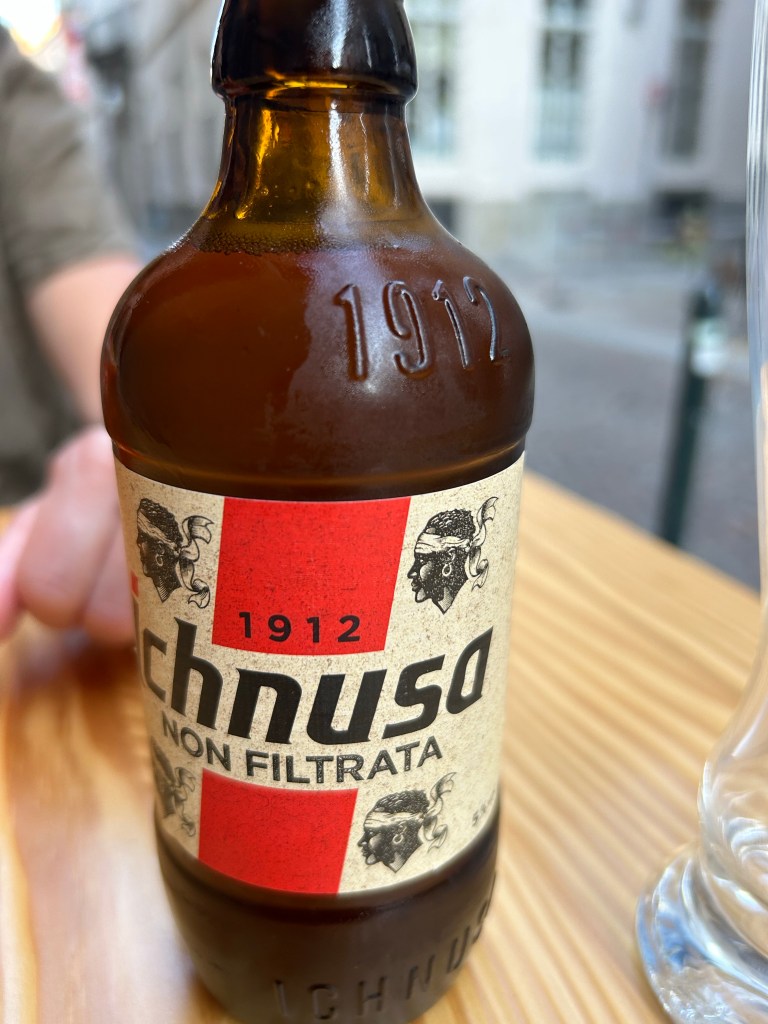 1912
1912
ichnusa
NON FILTRATA
ICHNUSA